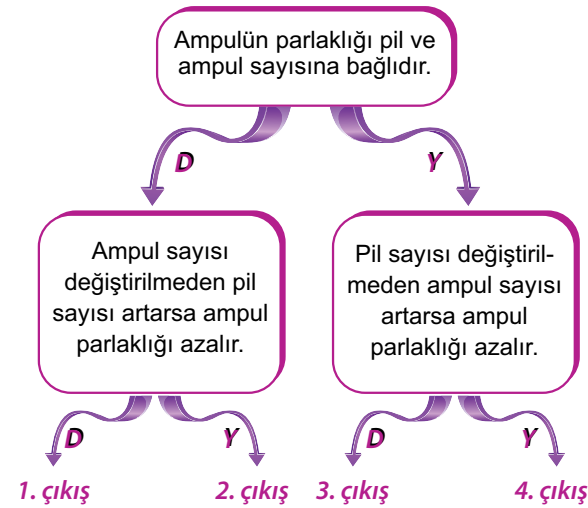 Ampulün parlaklığı pil ve
ampul sayısına bağlıdır.
D
Y
Ampul sayısı
değiştirilmeden pil
sayısı artarsa ampul
parlaklığı azalır.
Pil sayısı değiştiril-
meden ampul sayısı
artarsa ampul
parlaklığı azalır.
D
Y
D
Y
1. çıkış
2. çıkış
3. çıkış
4. çıkış